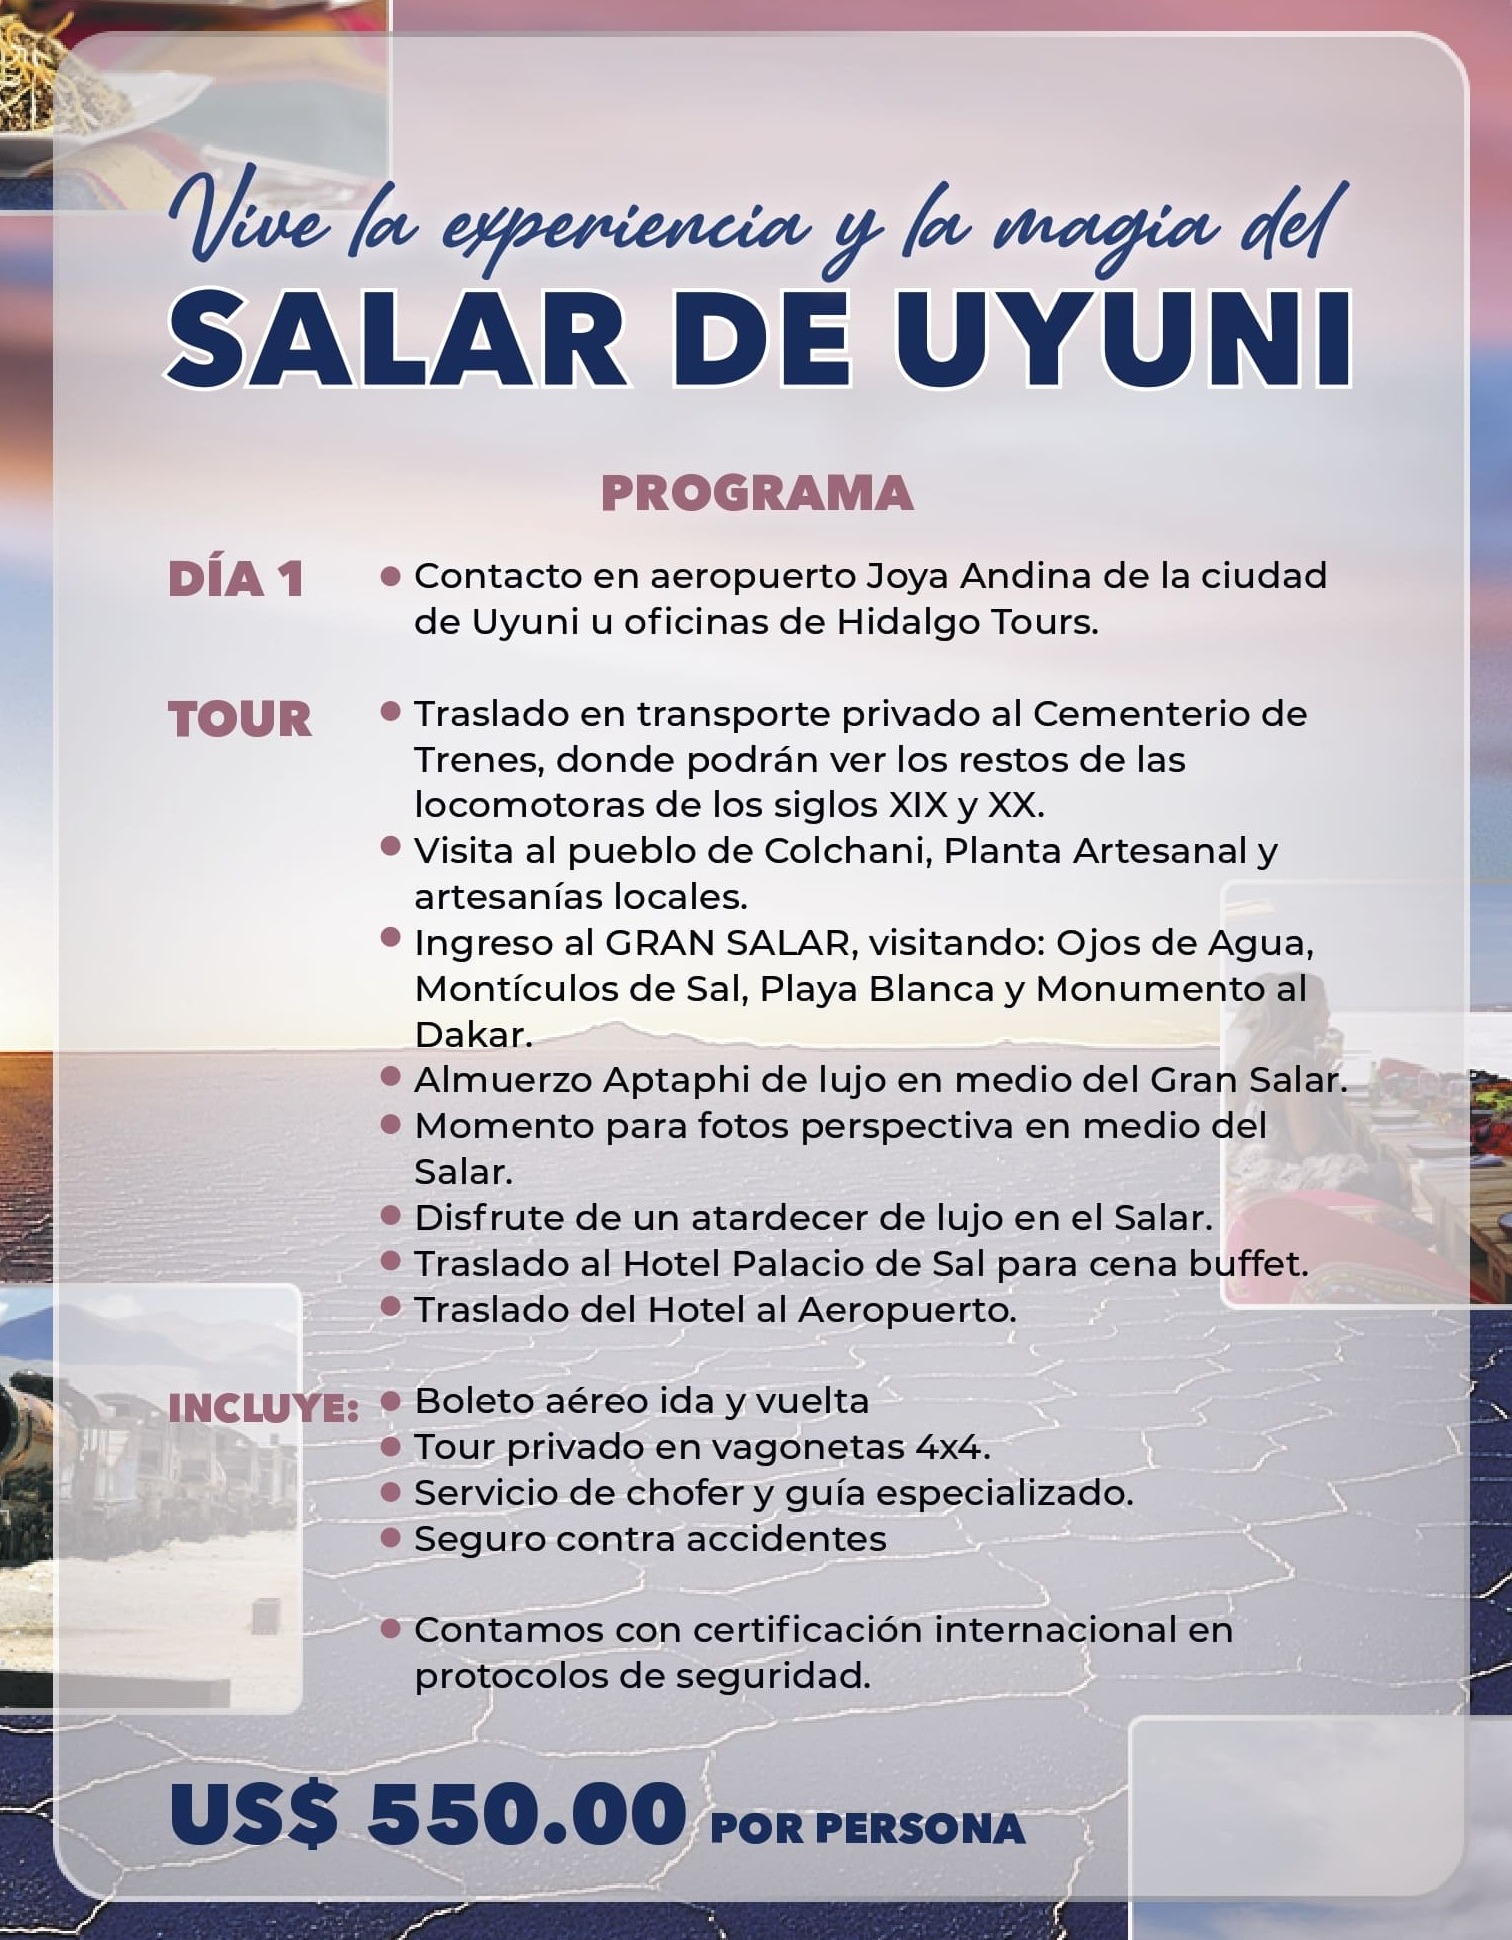 Vive la experiencia y la magia del
SALAR DE UYUNI
PROGRAMA
DÍA 1
● Contacto en aeropuerto Joya Andina de la ciudad
de Uyuni u oficinas de Hidalgo Tours.
TOUR
● Traslado en transporte privado al Cementerio de
Trenes, donde podrán ver los restos de las
locomotoras de los siglos XIX y XX.
● Visita al pueblo de Colchani, Planta Artesanal y
artesanías locales.
● Ingreso al GRAN SALAR, visitando: Ojos de Agua,
Montículos de Sal, Playa Blanca y Monumento al
Dakar.
● Almuerzo Aptaphi de lujo en medio del Gran Salar.
● Momento para fotos perspectiva en medio del
Salar.
● Disfrute de un atardecer de lujo en el Salar.
● Traslado al Hotel Palacio de Sal para cena buffet.
● Traslado del Hotel al Aeropuerto.
INCLUYE:
● Boleto aéreo ida y vuelta
● Tour privado en vagonetas 4x4.
● Servicio de chofer y guía especializado.
● Seguro contra accidentes
● Contamos con certificación internacional en
protocolos de seguridad.
US$ 550.00 POR PERSONA